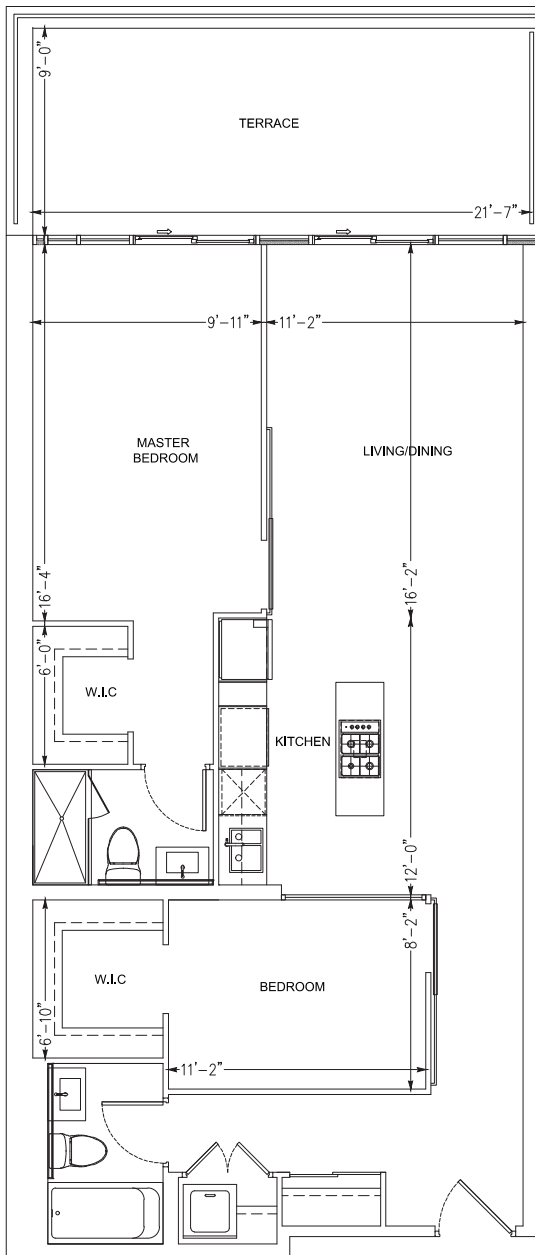 9'-0"
TERRACE
21'-7"
9'-11"
11'-2"
MASTER
BEDROOM
LIVING/DINING
16'-4"
16'-2"
6'-0"
W.I.C
KITCHEN
12'-0"
8'-2"
W.I.C
BEDROOM
6'-10"
11'-2"